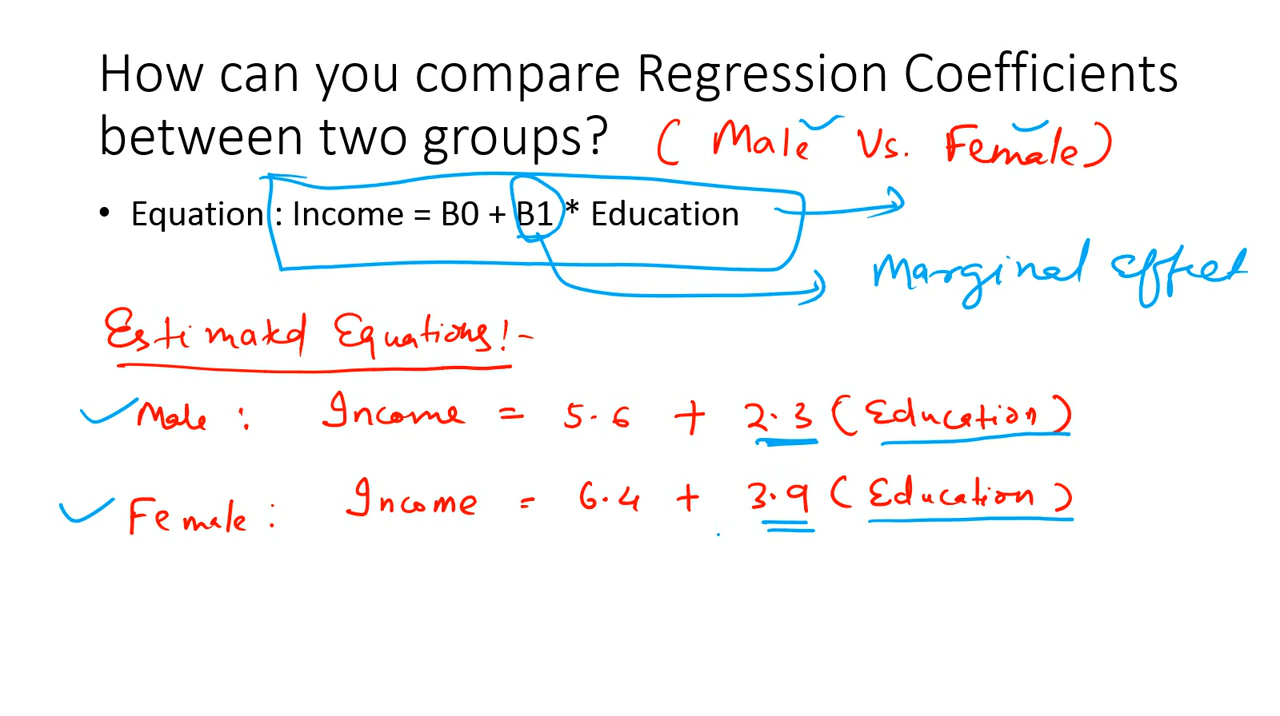 How can you compare Regression Coefficients
between two groups? ( Male Vs. Female )
• Equation : Income = B0 + B1 * Education
Marginal Effect
Estimated Equations :-
Male : Income = 5.6 + 2.3 ( Education )
Female : Income = 6.4 + 3.9 ( Education )